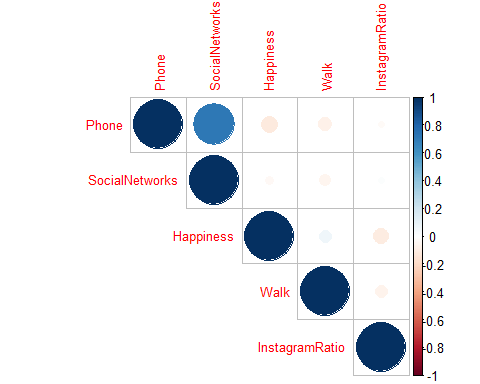 Phone
SocialNetworks
Happiness
Walk
InstagramRatio
Phone
SocialNetworks
Happiness
Walk
InstagramRatio
1
0.8
0.6
0.4
0.2
0
-0.2
-0.4
-0.6
-0.8
-1